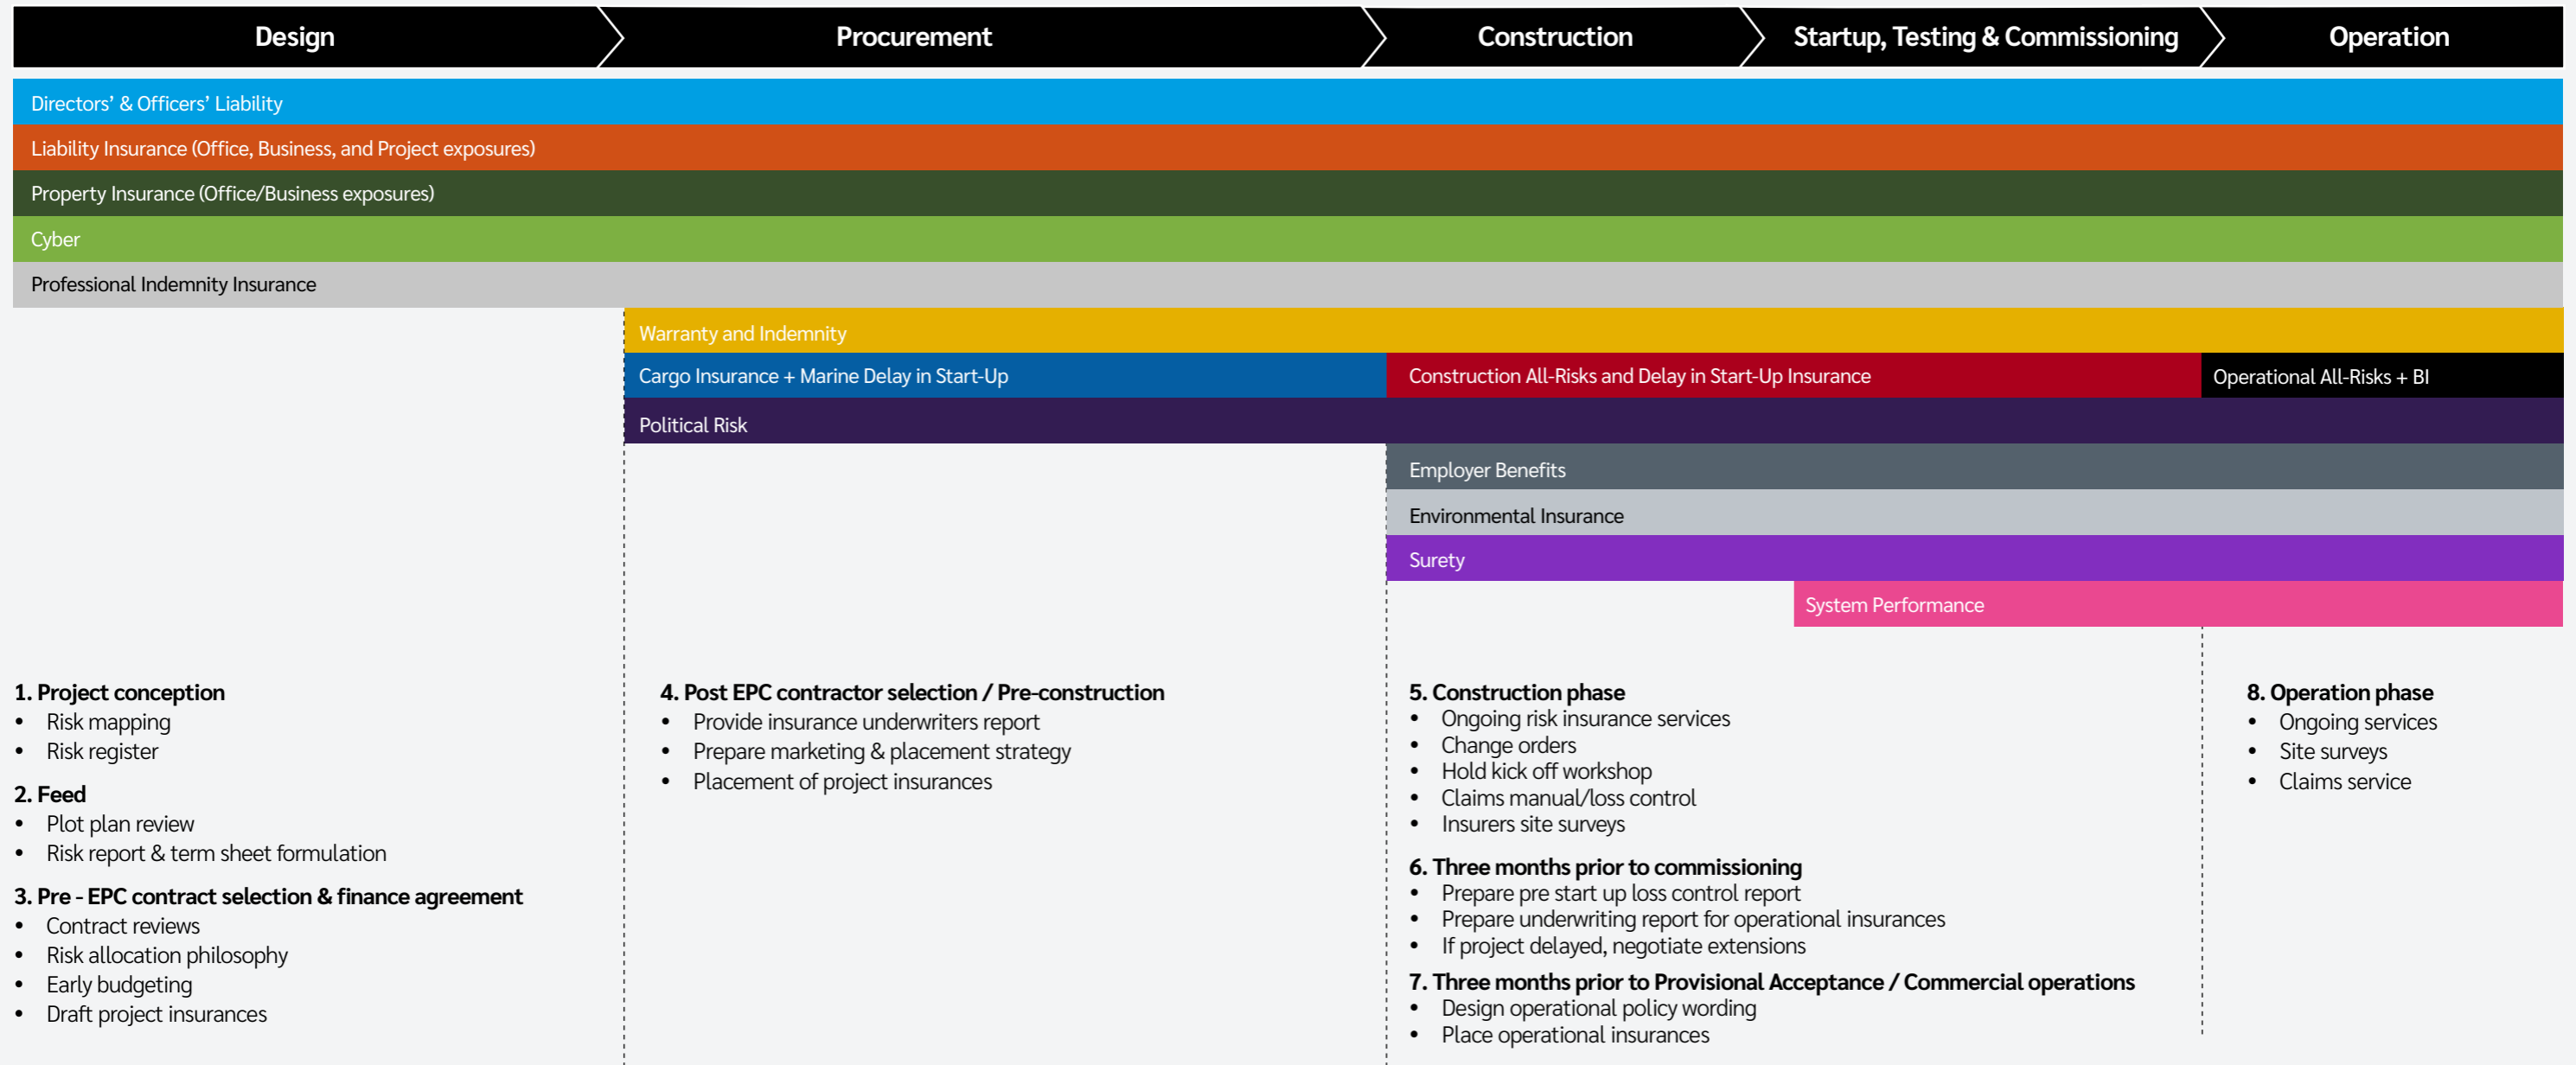 Design
Procurement
Construction
Startup, Testing & Commissioning
Operation
Directors’ & Officers’ Liability
Liability Insurance (Office, Business, and Project exposures)
Property Insurance (Office/Business exposures)
Cyber
Professional Indemnity Insurance
Warranty and Indemnity
Cargo Insurance + Marine Delay in Start-Up
Construction All-Risks and Delay in Start-Up Insurance
Operational All-Risks + BI
Political Risk
Employer Benefits
Environmental Insurance
Surety
System Performance
1. Project conception
• Risk mapping
• Risk register
2. Feed
• Plot plan review
• Risk report & term sheet formulation
3. Pre - EPC contract selection & finance agreement
• Contract reviews
• Risk allocation philosophy
• Early budgeting
• Draft project insurances
4. Post EPC contractor selection / Pre-construction
• Provide insurance underwriters report
• Prepare marketing & placement strategy
• Placement of project insurances
5. Construction phase
• Ongoing risk insurance services
• Change orders
• Hold kick off workshop
• Claims manual/loss control
• Insurers site surveys
6. Three months prior to commissioning
• Prepare pre start up loss control report
• Prepare underwriting report for operational insurances
• If project delayed, negotiate extensions
7. Three months prior to Provisional Acceptance / Commercial operations
• Design operational policy wording
• Place operational insurances
8. Operation phase
• Ongoing services
• Site surveys
• Claims service